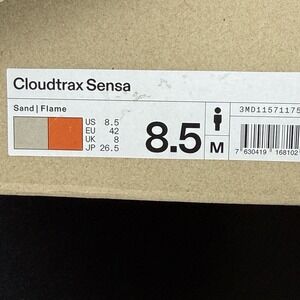 Cloudtrax Sensa
Sand | Flame
US 8.5
EU 42
UK 8
JP 26.5
8.5
M
3MD11571175
7 630419 168102